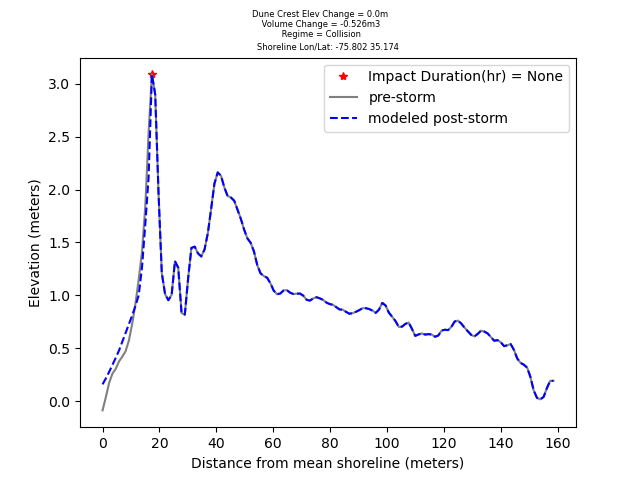 Dune Crest Elev Change = 0.0m
Volume Change = -0.526m3
Regime = Collision
Shoreline Lon/Lat: -75.802 35.174
Impact Duration(hr) = None
pre-storm
modeled post-storm
3.0
2.5
2.0
1.5
1.0
0.5
0.0
Elevation (meters)
0 20 40 60 80 100 120 140 160
Distance from mean shoreline (meters)